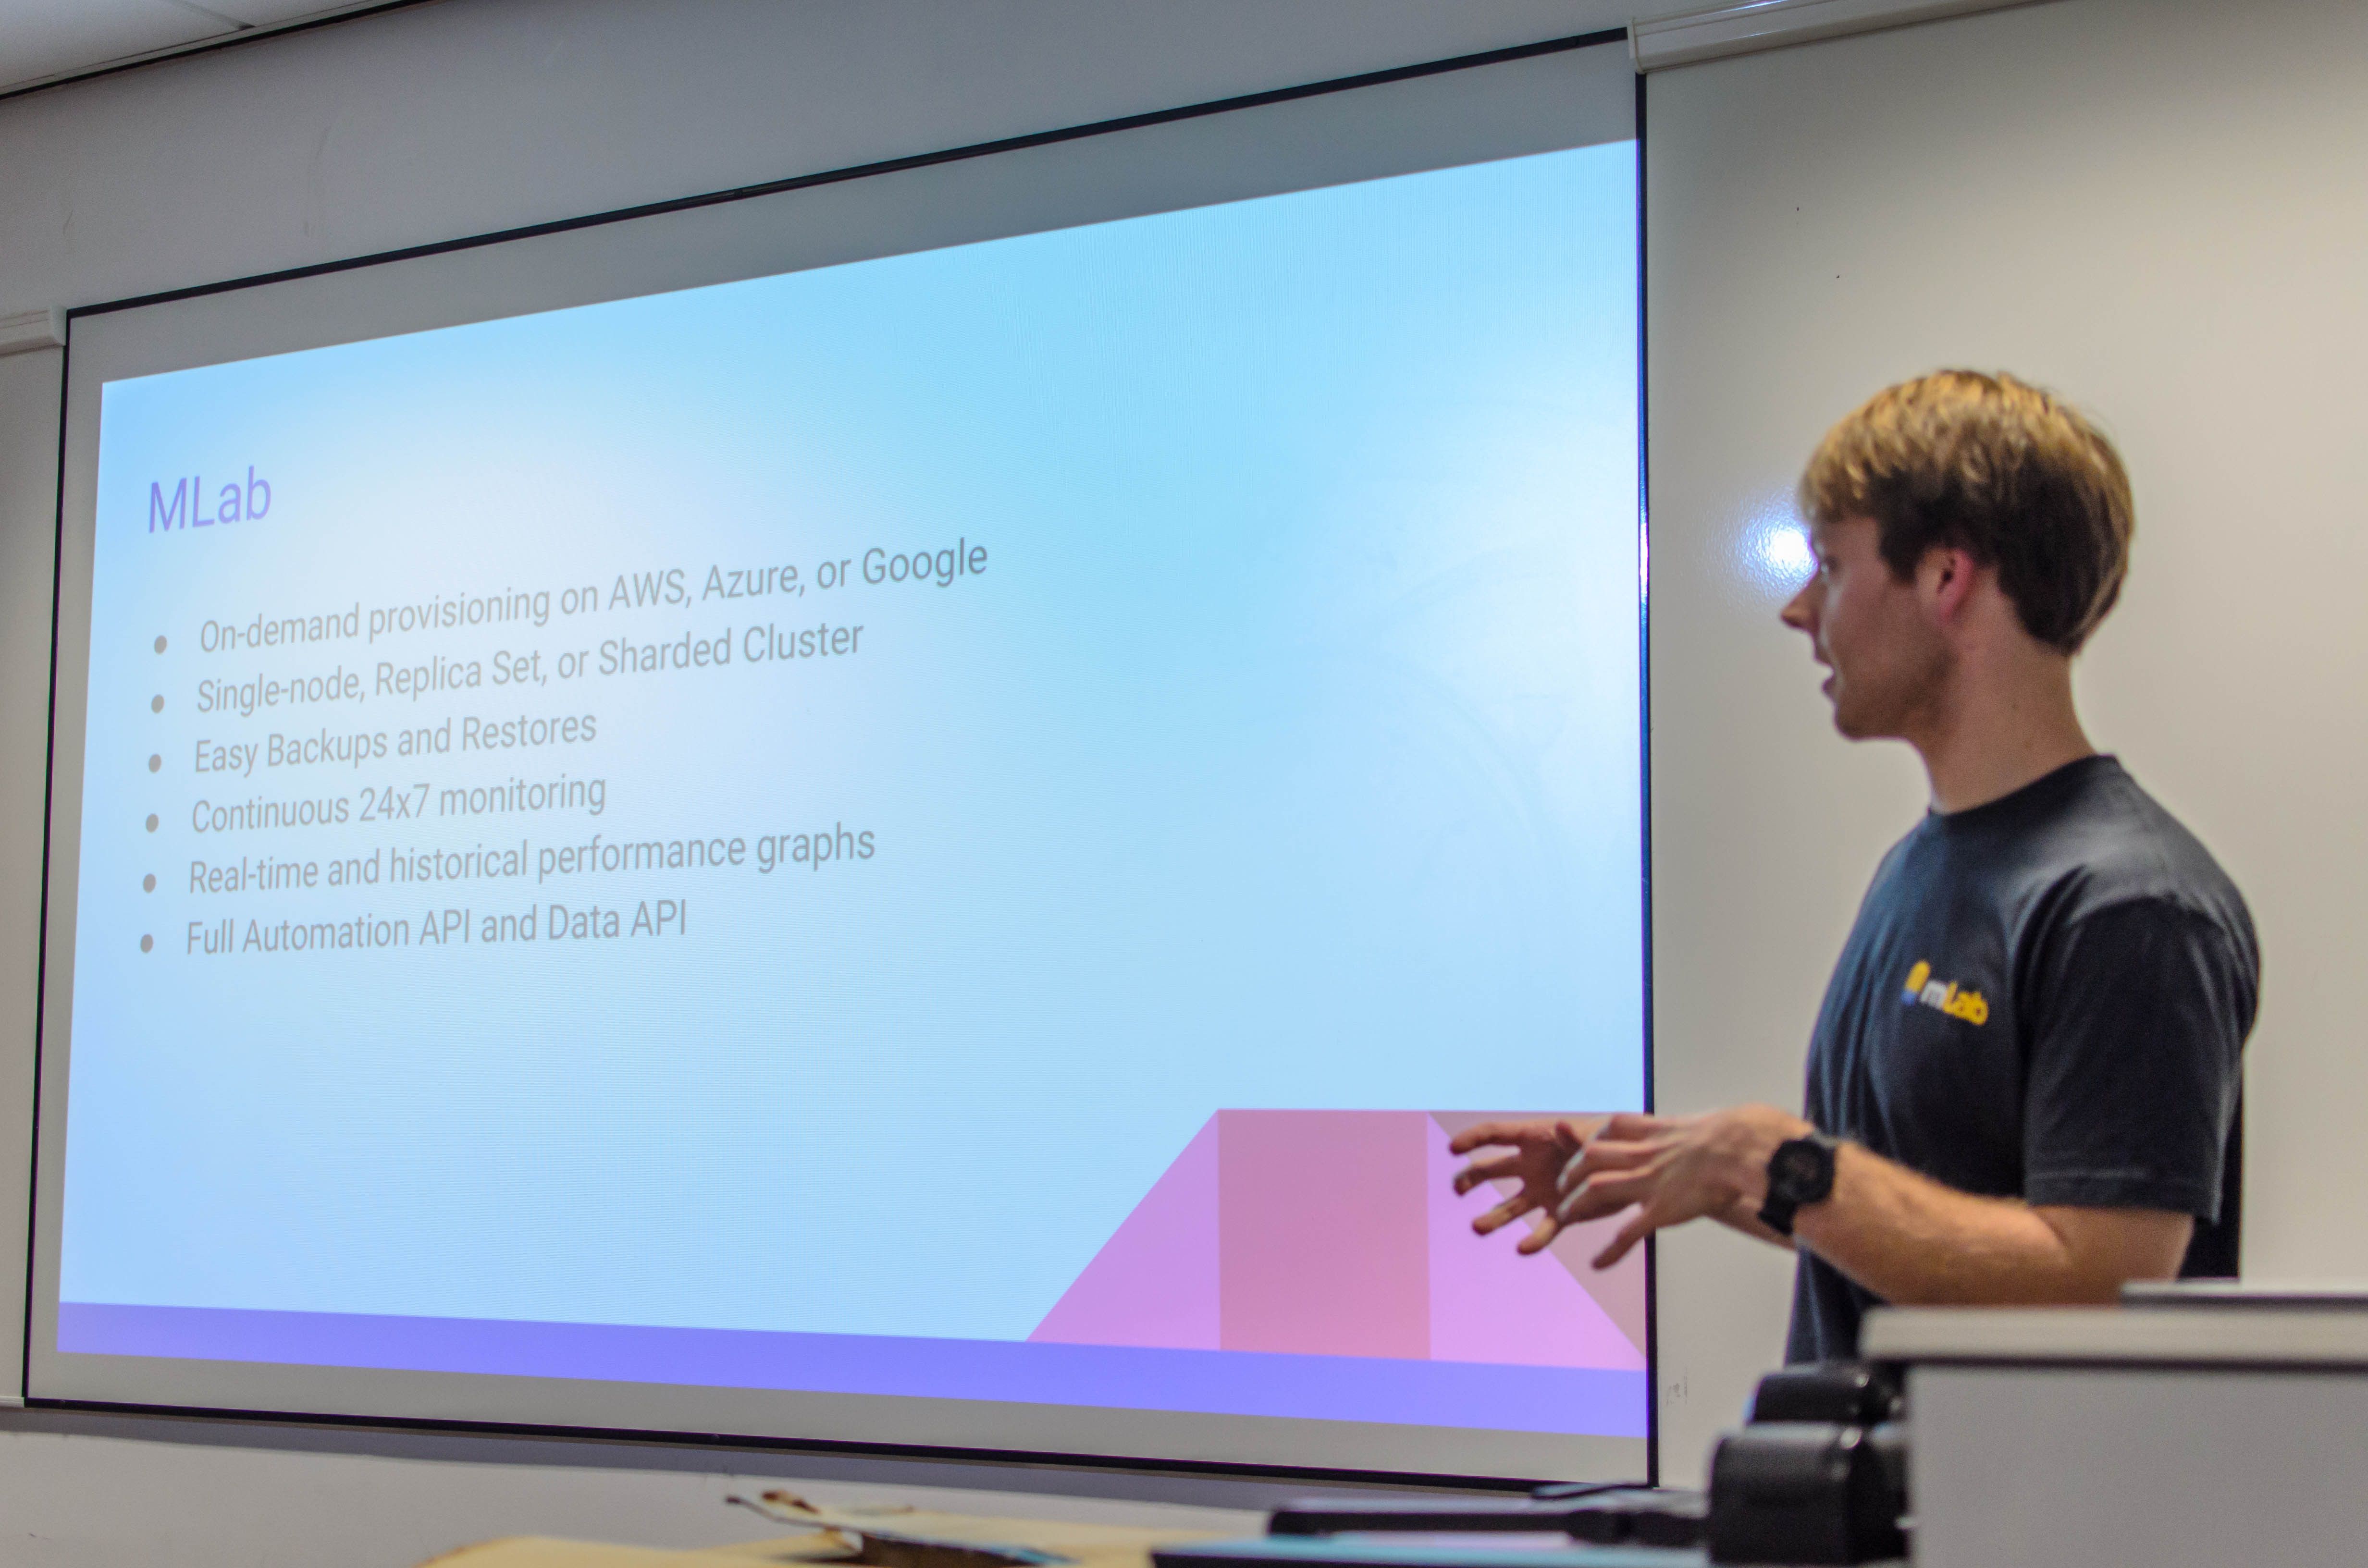 MLab
On-demand provisioning on AWS, Azure, or Google
Single-node, Replica Set, or Sharded Cluster
Easy Backups and Restores
Continuous 24x7 monitoring
Real-time and historical performance graphs
Full Automation API and Data API
mLab